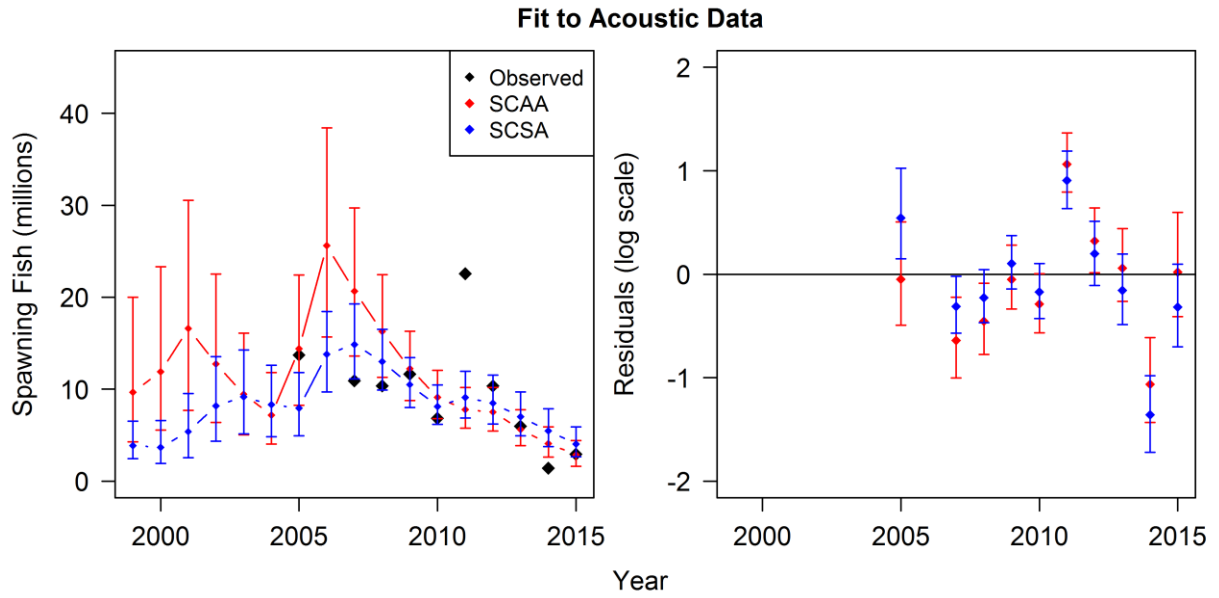 Fit to Acoustic Data
Spawning Fish (millions)
40
30
20
10
0
Observed
SCAA
SCSA
2000
2005
2010
2015
Residuals (log scale)
2
1
0
-1
-2
2000
2005
2010
2015
Year